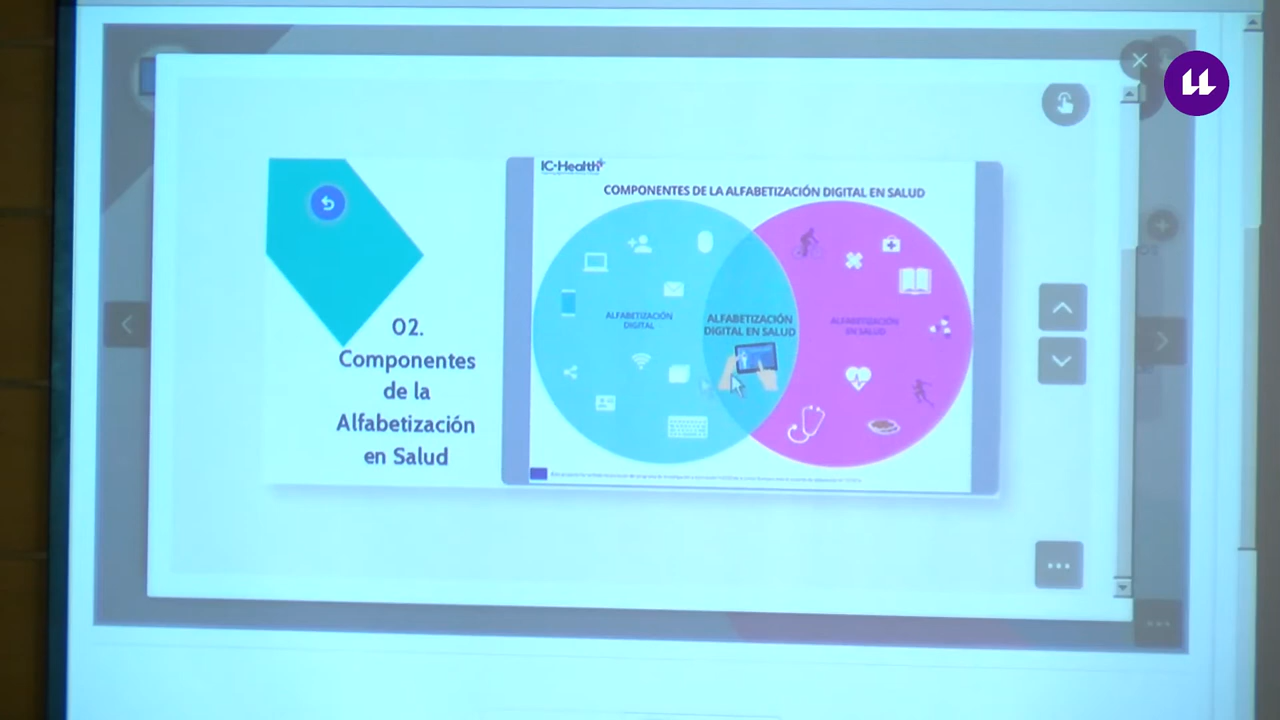 IC-Health
COMPONENTES DE LA ALFABETIZACIÓN DIGITAL EN SALUD
ALFABETIZACIÓN
DIGITAL
ALFABETIZACIÓN
DIGITAL EN SALUD
ALFABETIZACIÓN
EN SALUD
02.
Componentes
de la
Alfabetización
en Salud